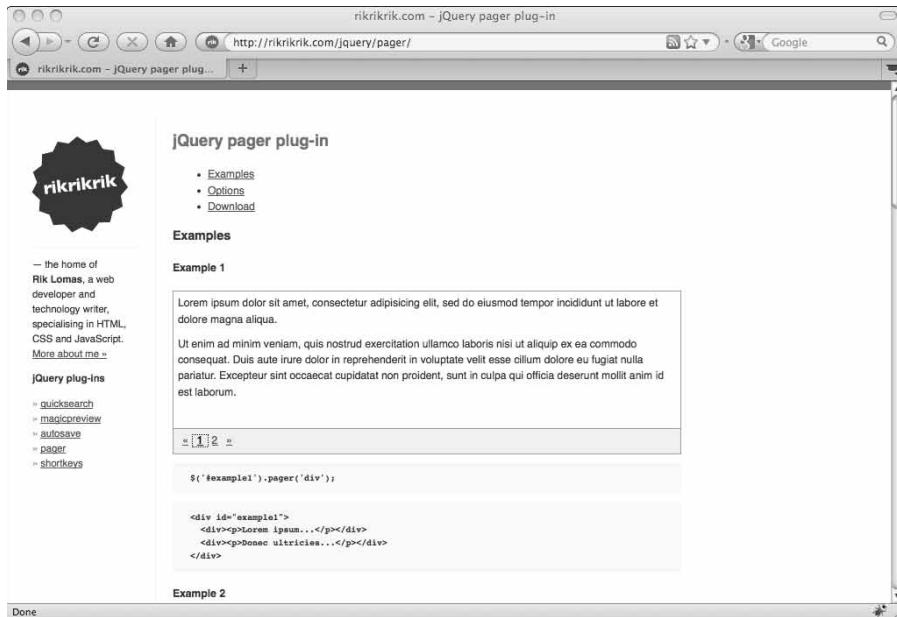 rikrikrik.com – jQuery pager plug-in
http://rikrikrik.com/jquery/pager/
Google
rikrikrik.com – jQuery pager plug...
+
rikrikrik
— the home of
Rik Lomas, a web
developer and
technology writer,
specialising in HTML,
CSS and JavaScript.
More about me »
jQuery plug-ins
» quicksearch
» magicpreview
» autosave
» pager
» shortkeys
jQuery pager plug-in
• Examples
• Options
• Download
Examples
Example 1
Lorem ipsum dolor sit amet, consectetur adipisicing elit, sed do eiusmod tempor incididunt ut labore et
dolore magna aliqua.
Ut enim ad minim veniam, quis nostrud exercitation ullamco laboris nisi ut aliquip ex ea commodo
consequat. Duis aute irure dolor in reprehenderit in voluptate velit esse cillum dolore eu fugiat nulla
pariatur. Excepteur sint occaecat cupidatat non proident, sunt in culpa qui officia deserunt mollit anim id
est laborum.
« 1 2 »
$('#example1').pager('div');
<div id="example1">
<div><p>Lorem ipsum...</p></div>
<div><p>Donec ultricies...</p></div>
</div>
Example 2
Done